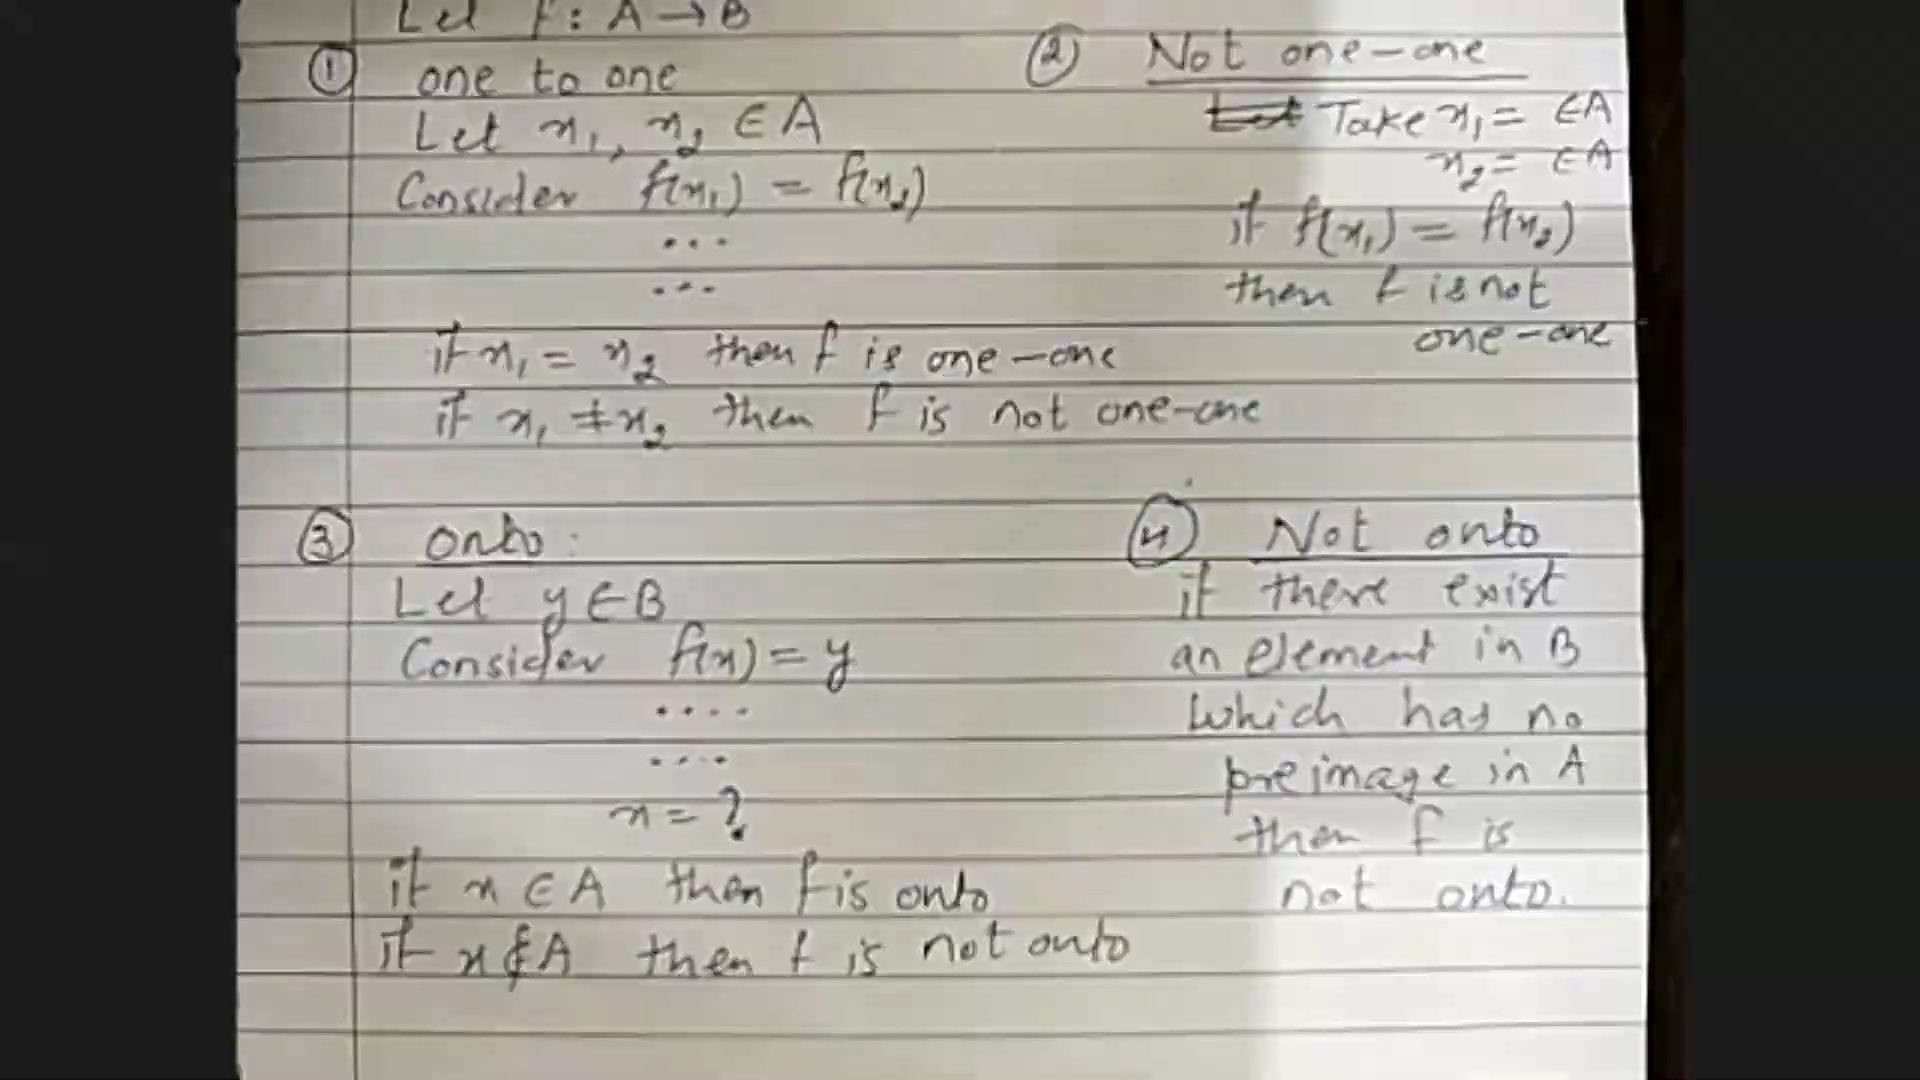 Let f: A → B
① one to one
Let x₁, x₂ ∈ A
Consider f(x₁) = f(x₂)
...
...
if x₁ = x₂ then f is one-one
if x₁ ≠ x₂ then f is not one-one
② Not one-one
Take x₁ = ∈A
x₂ = ∈A
if f(x₁) = f(x₂)
then f is not
one-one
③ onto:
Let y ∈ B
Consider f(x) = y
....
....
x = ?
if x ∈ A then f is onto
if x ∉ A then f is not onto
④ Not onto
if there exist
an element in B
which has no
preimage in A
then f is
not onto.